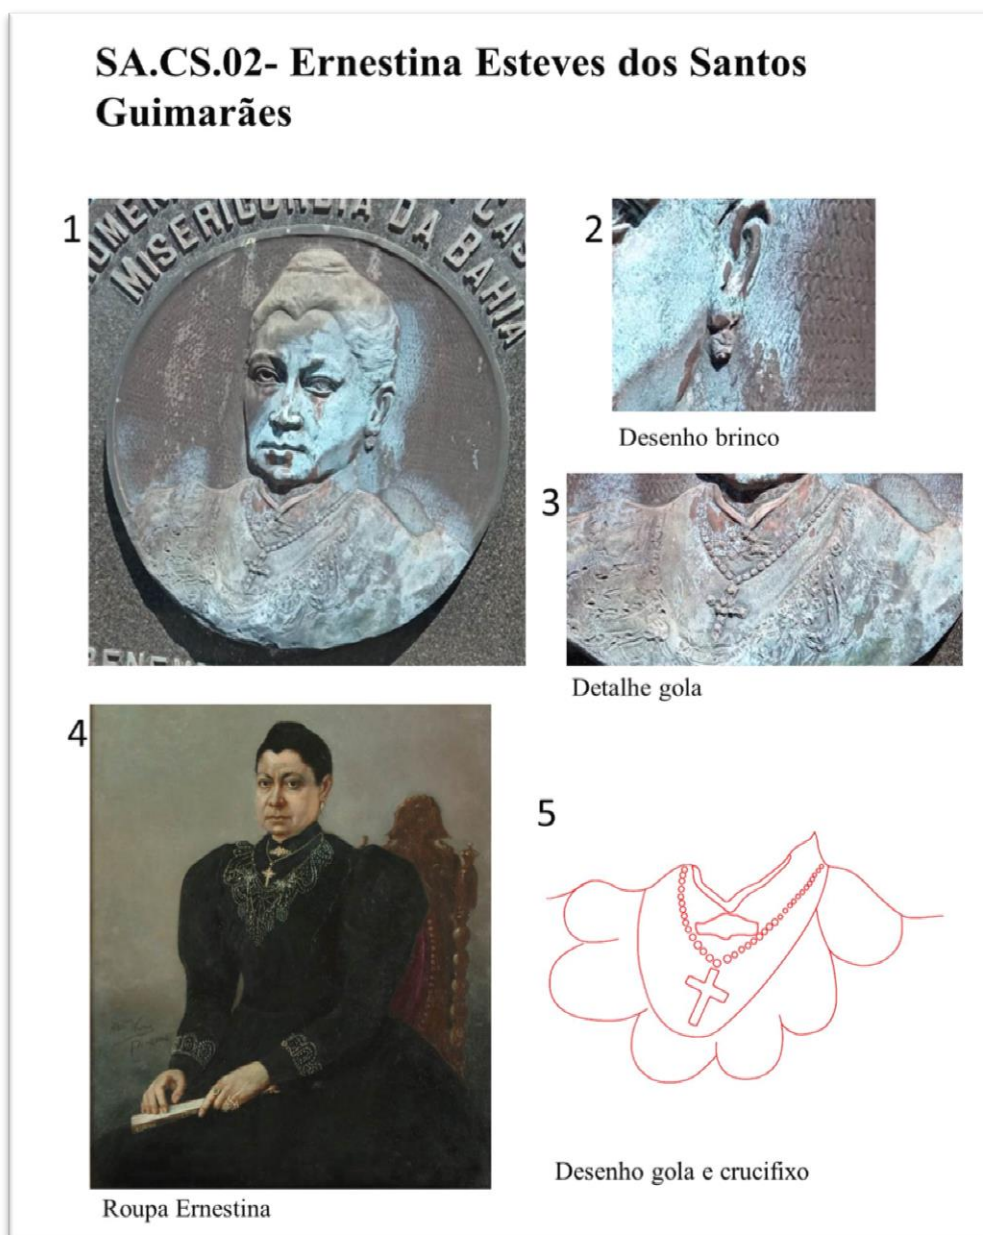 SA.CS.02- Ernestina Esteves dos Santos
Guimarães
1
MISERICORDIA DA BAHIA
2
Desenho brinco
3
Detalhe gola
4
Roupa Ernestina
5
Desenho gola e crucifixo